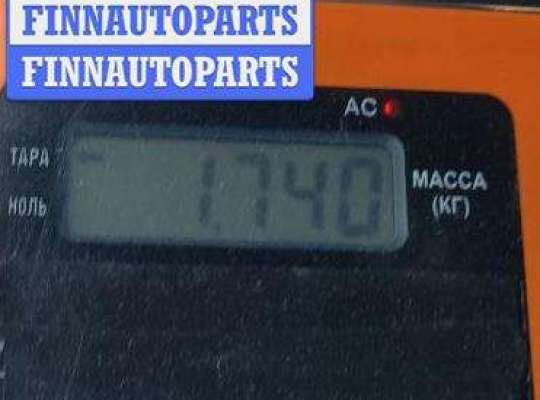 FINNAUTOPARTS
FINNAUTOPARTS
AC
ТАРА
НОЛЬ
1.740
МАССА
(КГ)